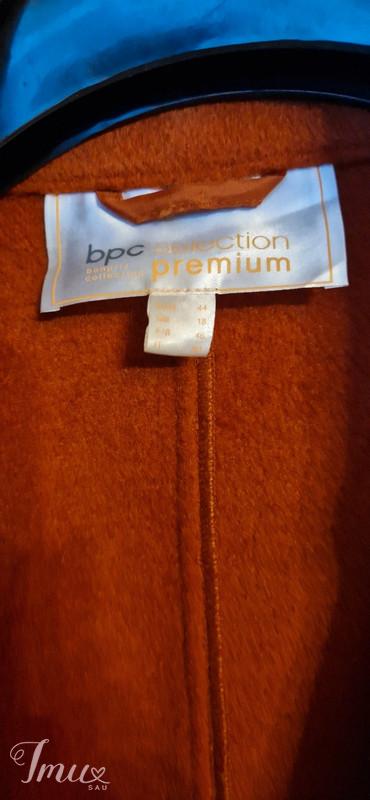 bpc selection
bonprix premium
collection
44
18
46
Imu
SAU